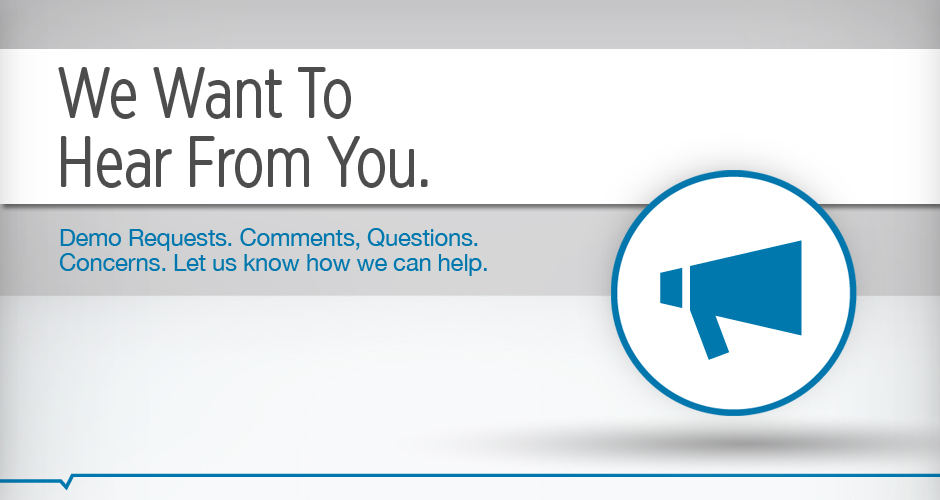 We Want To
Hear From You.
Demo Requests. Comments, Questions.
Concerns. Let us know how we can help.